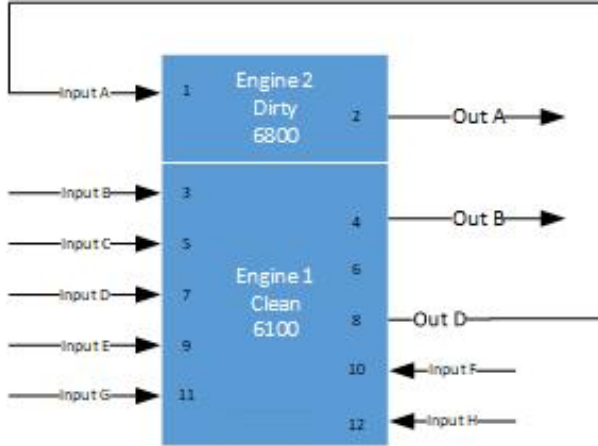 Input A
1
Engine 2
Dirty
6800
2
Out A
Input B
3
4
Out B
Input C
5
6
Engine 1
Clean
6100
Input D
7
8
Out D
Input E
9
10
Input F
Input G
11
12
Input H